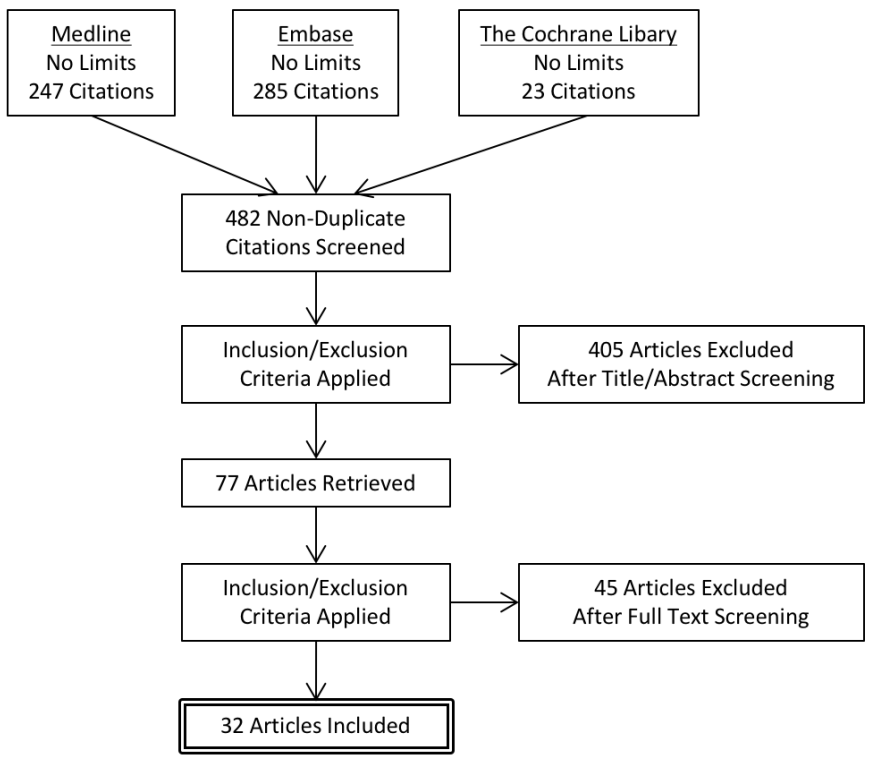 Medline
No Limits
247 Citations
Embase
No Limits
285 Citations
The Cochrane Libary
No Limits
23 Citations
482 Non-Duplicate
Citations Screened
Inclusion/Exclusion
Criteria Applied
405 Articles Excluded
After Title/Abstract Screening
77 Articles Retrieved
Inclusion/Exclusion
Criteria Applied
45 Articles Excluded
After Full Text Screening
32 Articles Included